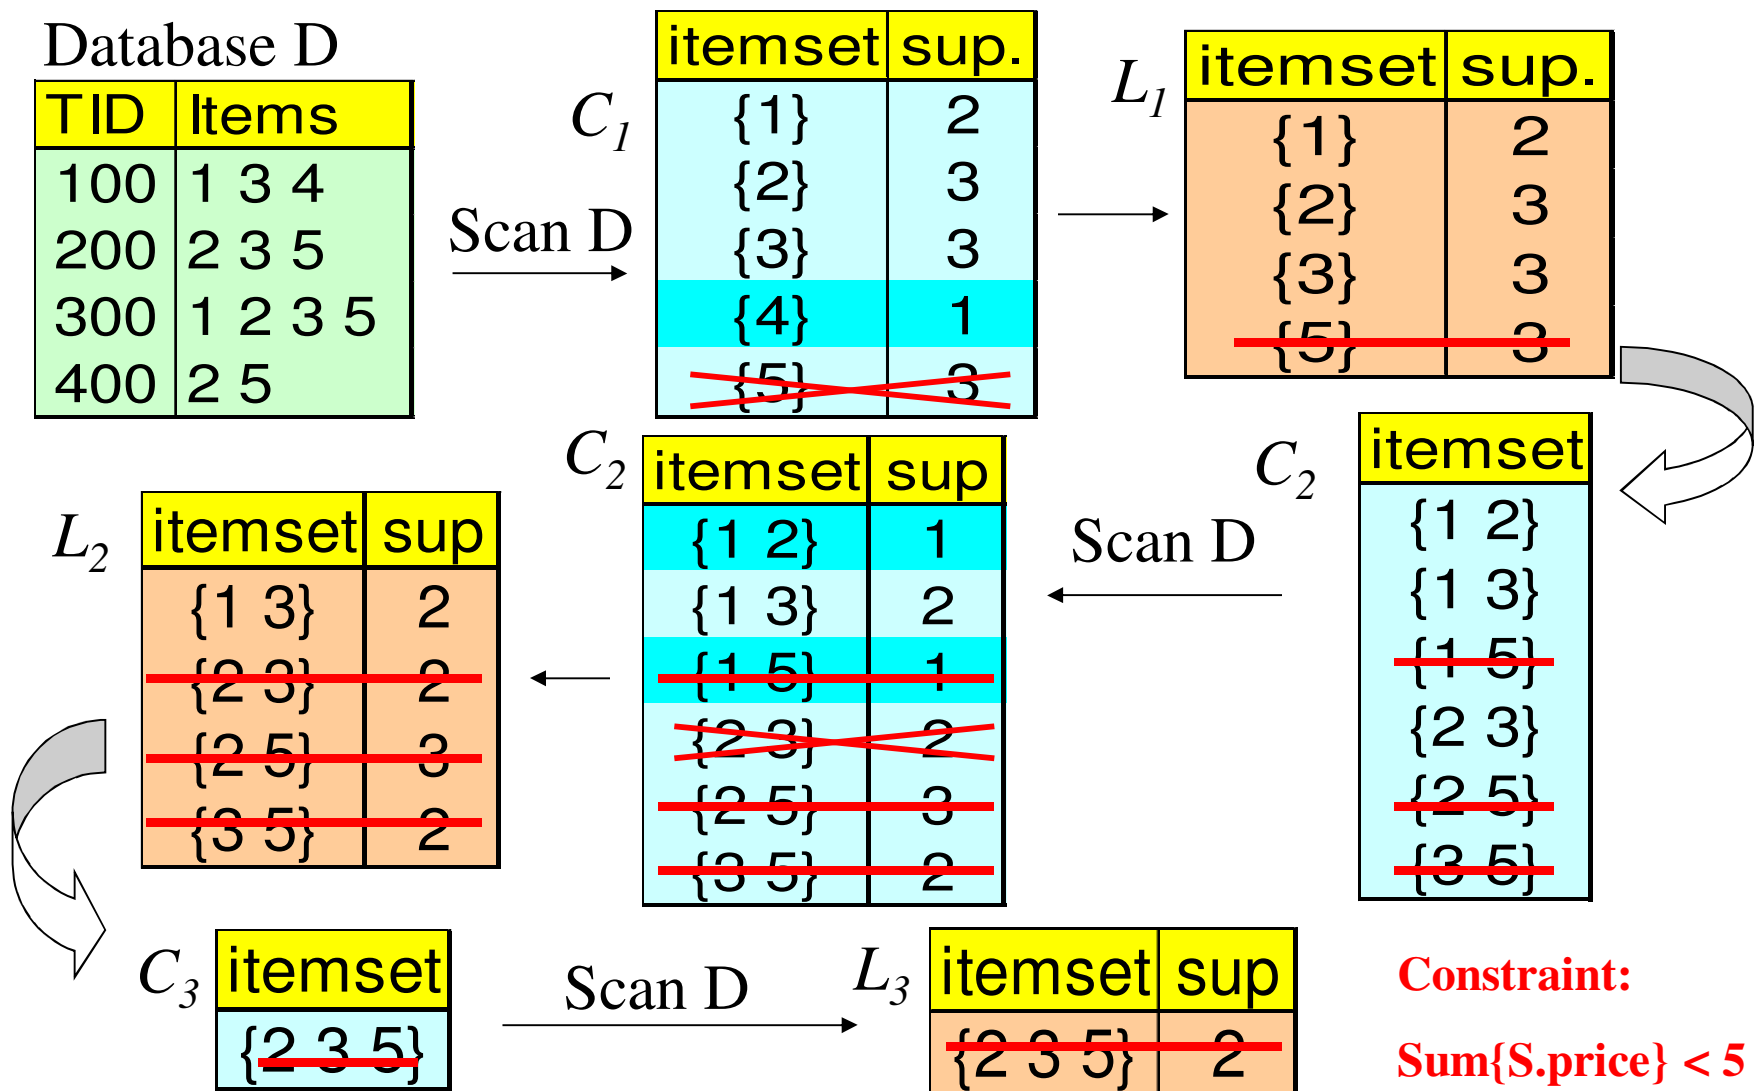 Database D
TID Items
100 1 3 4
200 2 3 5
300 1 2 3 5
400 2 5
Scan D
C1
itemset sup.
{1} 2
{2} 3
{3} 3
{4} 1
{5} 3
L1
itemset sup.
{1} 2
{2} 3
{3} 3
{5} 3
C2
itemset
{1 2}
{1 3}
{1 5}
{2 3}
{2 5}
{3 5}
Scan D
C2
itemset sup
{1 2} 1
{1 3} 2
{1 5} 1
{2 3} 2
{2 5} 3
{3 5} 2
L2
itemset sup
{1 3} 2
{2 3} 2
{2 5} 3
{3 5} 2
C3
itemset
{2 3 5}
Scan D
L3
itemset sup
{2 3 5} 2
Constraint:
Sum{S.price} < 5